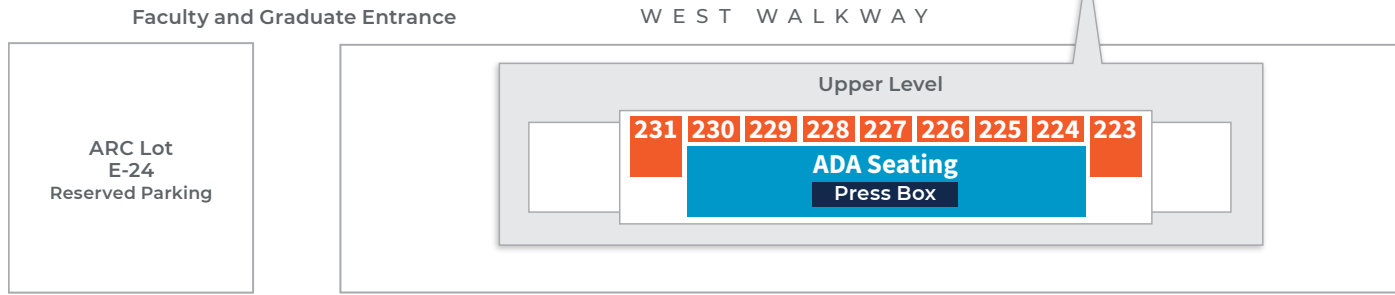 Faculty and Graduate Entrance
WEST WALKWAY
ARC Lot
E-24
Reserved Parking
Upper Level
231 230 229 228 227 226 225 224 223
ADA Seating
Press Box